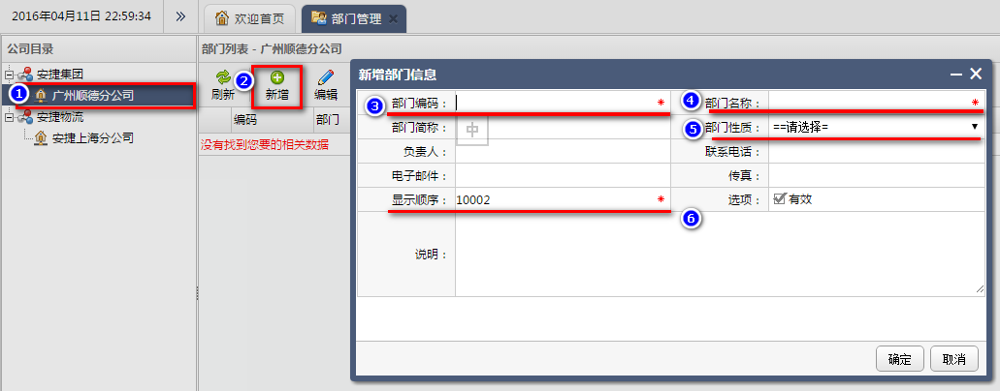 2016年04月11日 22:59:34
»
欢迎首页
部门管理
公司目录
部门列表 - 广州顺德分公司
安捷集团
1
广州顺德分公司
安捷物流
安捷上海分公司
刷新
2
新增
编辑
编码
部门
没有找到您要的相关数据
新增部门信息
3
部门编码：
*
4
部门名称：
*
部门简称：
中
5
部门性质：
==请选择=
负责人：
联系电话：
电子邮件：
传真：
显示顺序：
10002
*
选项：
有效
6
说明：
确定
取消